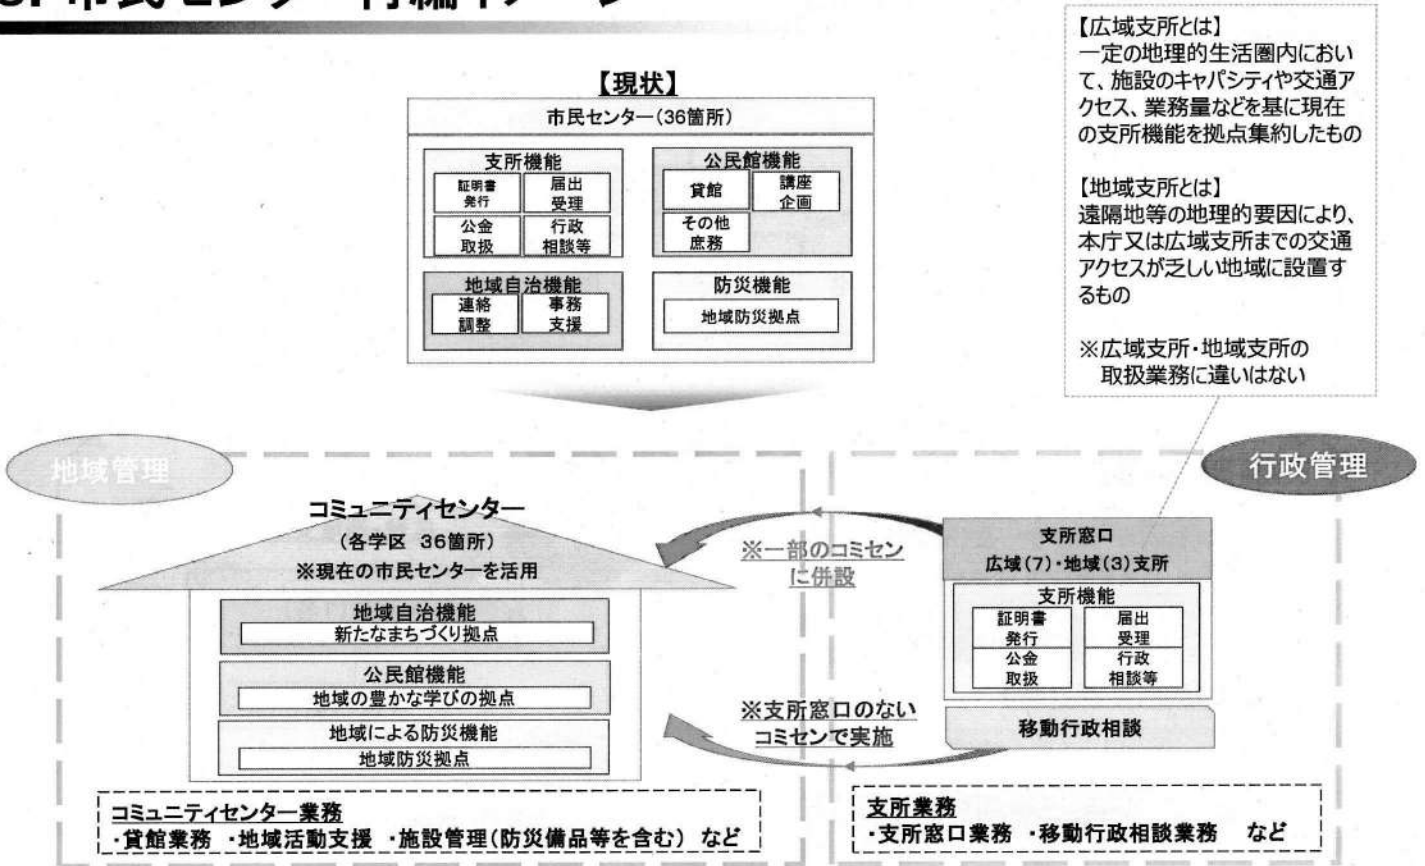 市民センター再編イメージ
【広域支所とは】
一定の地理的生活圏内におい
て、施設のキャパシティや交通ア
クセス、業務量などを基に現在
の支所機能を拠点集約したもの
【地域支所とは】
遠隔地等の地理的要因により、
本庁又は広域支所までの交通
アクセスが乏しい地域に設置す
るもの
※広域支所・地域支所の
取扱業務に違いはない
【現状】
市民センター(36箇所)
支所機能
証明書
発行
届出
受理
公金
取扱
行政
相談等
公民館機能
貸館
講座
企画
その他
庶務
地域自治機能
連絡
調整
事務
支援
防災機能
地域防災拠点
地域管理
行政管理
コミュニティセンター
(各学区 36箇所)
※現在の市民センターを活用
地域自治機能
新たなまちづくり拠点
公民館機能
地域の豊かな学びの拠点
地域による防災機能
地域防災拠点
※一部のコミセン
に併設
※支所窓口のない
コミセンで実施
支所窓口
広域(7)・地域(3)支所
支所機能
証明書
発行
届出
受理
公金
取扱
行政
相談等
移動行政相談
コミュニティセンター業務
・貸館業務 ・地域活動支援 ・施設管理(防災備品等を含む) など
支所業務
・支所窓口業務 ・移動行政相談業務 など